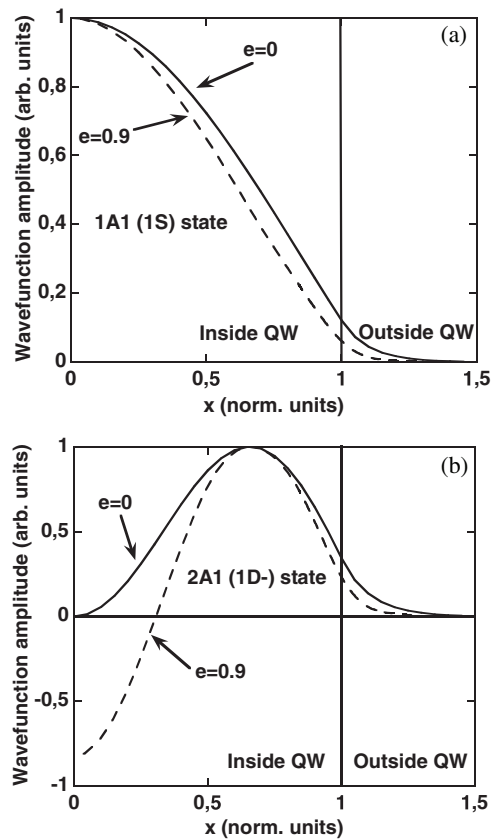 Wavefunction amplitude (arb. units)
1
0,8
0,6
0,4
0,2
0
(a)
e=0
e=0.9
1A1 (1S) state
Inside QW
Outside QW
0
0,5
1
1,5
x (norm. units)
Wavefunction amplitude (arb. units)
1
0,5
0
-0,5
-1
(b)
e=0
2A1 (1D-) state
e=0.9
Inside QW
Outside QW
0
0,5
1
1,5
x (norm. units)